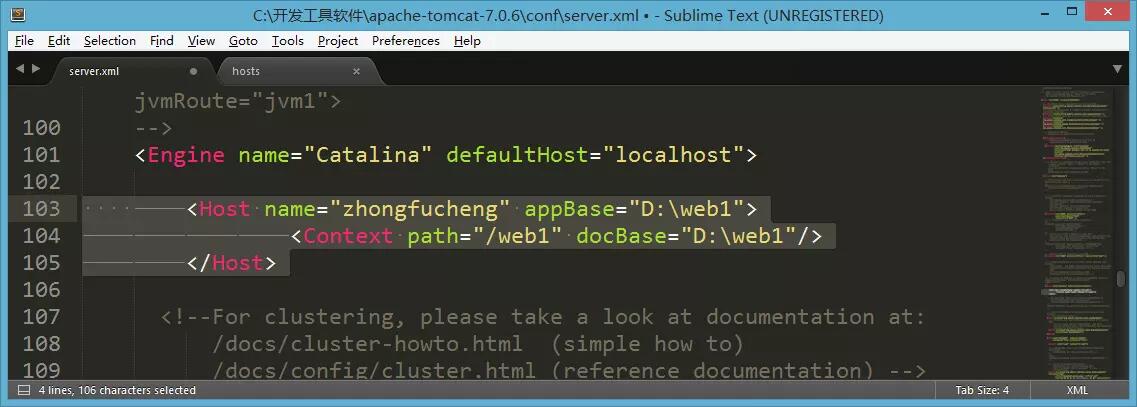 C:\开发工具软件\apache-tomcat-7.0.6\conf\server.xml • - Sublime Text (UNREGISTERED)
File Edit Selection Find View Goto Tools Project Preferences Help
server.xml hosts
jvmRoute="jvm1">
100 -->
101 <Engine name="Catalina" defaultHost="localhost">
102
103 <Host name="zhongfucheng" appBase="D:\web1">
104 <Context path="/web1" docBase="D:\web1"/>
105 </Host>
106
107 <!--For clustering, please take a look at documentation at:
108 /docs/cluster-howto.html (simple how to)
109 /docs/config/cluster.html (reference documentation) -->
4 lines, 106 characters selected Tab Size: 4 XML